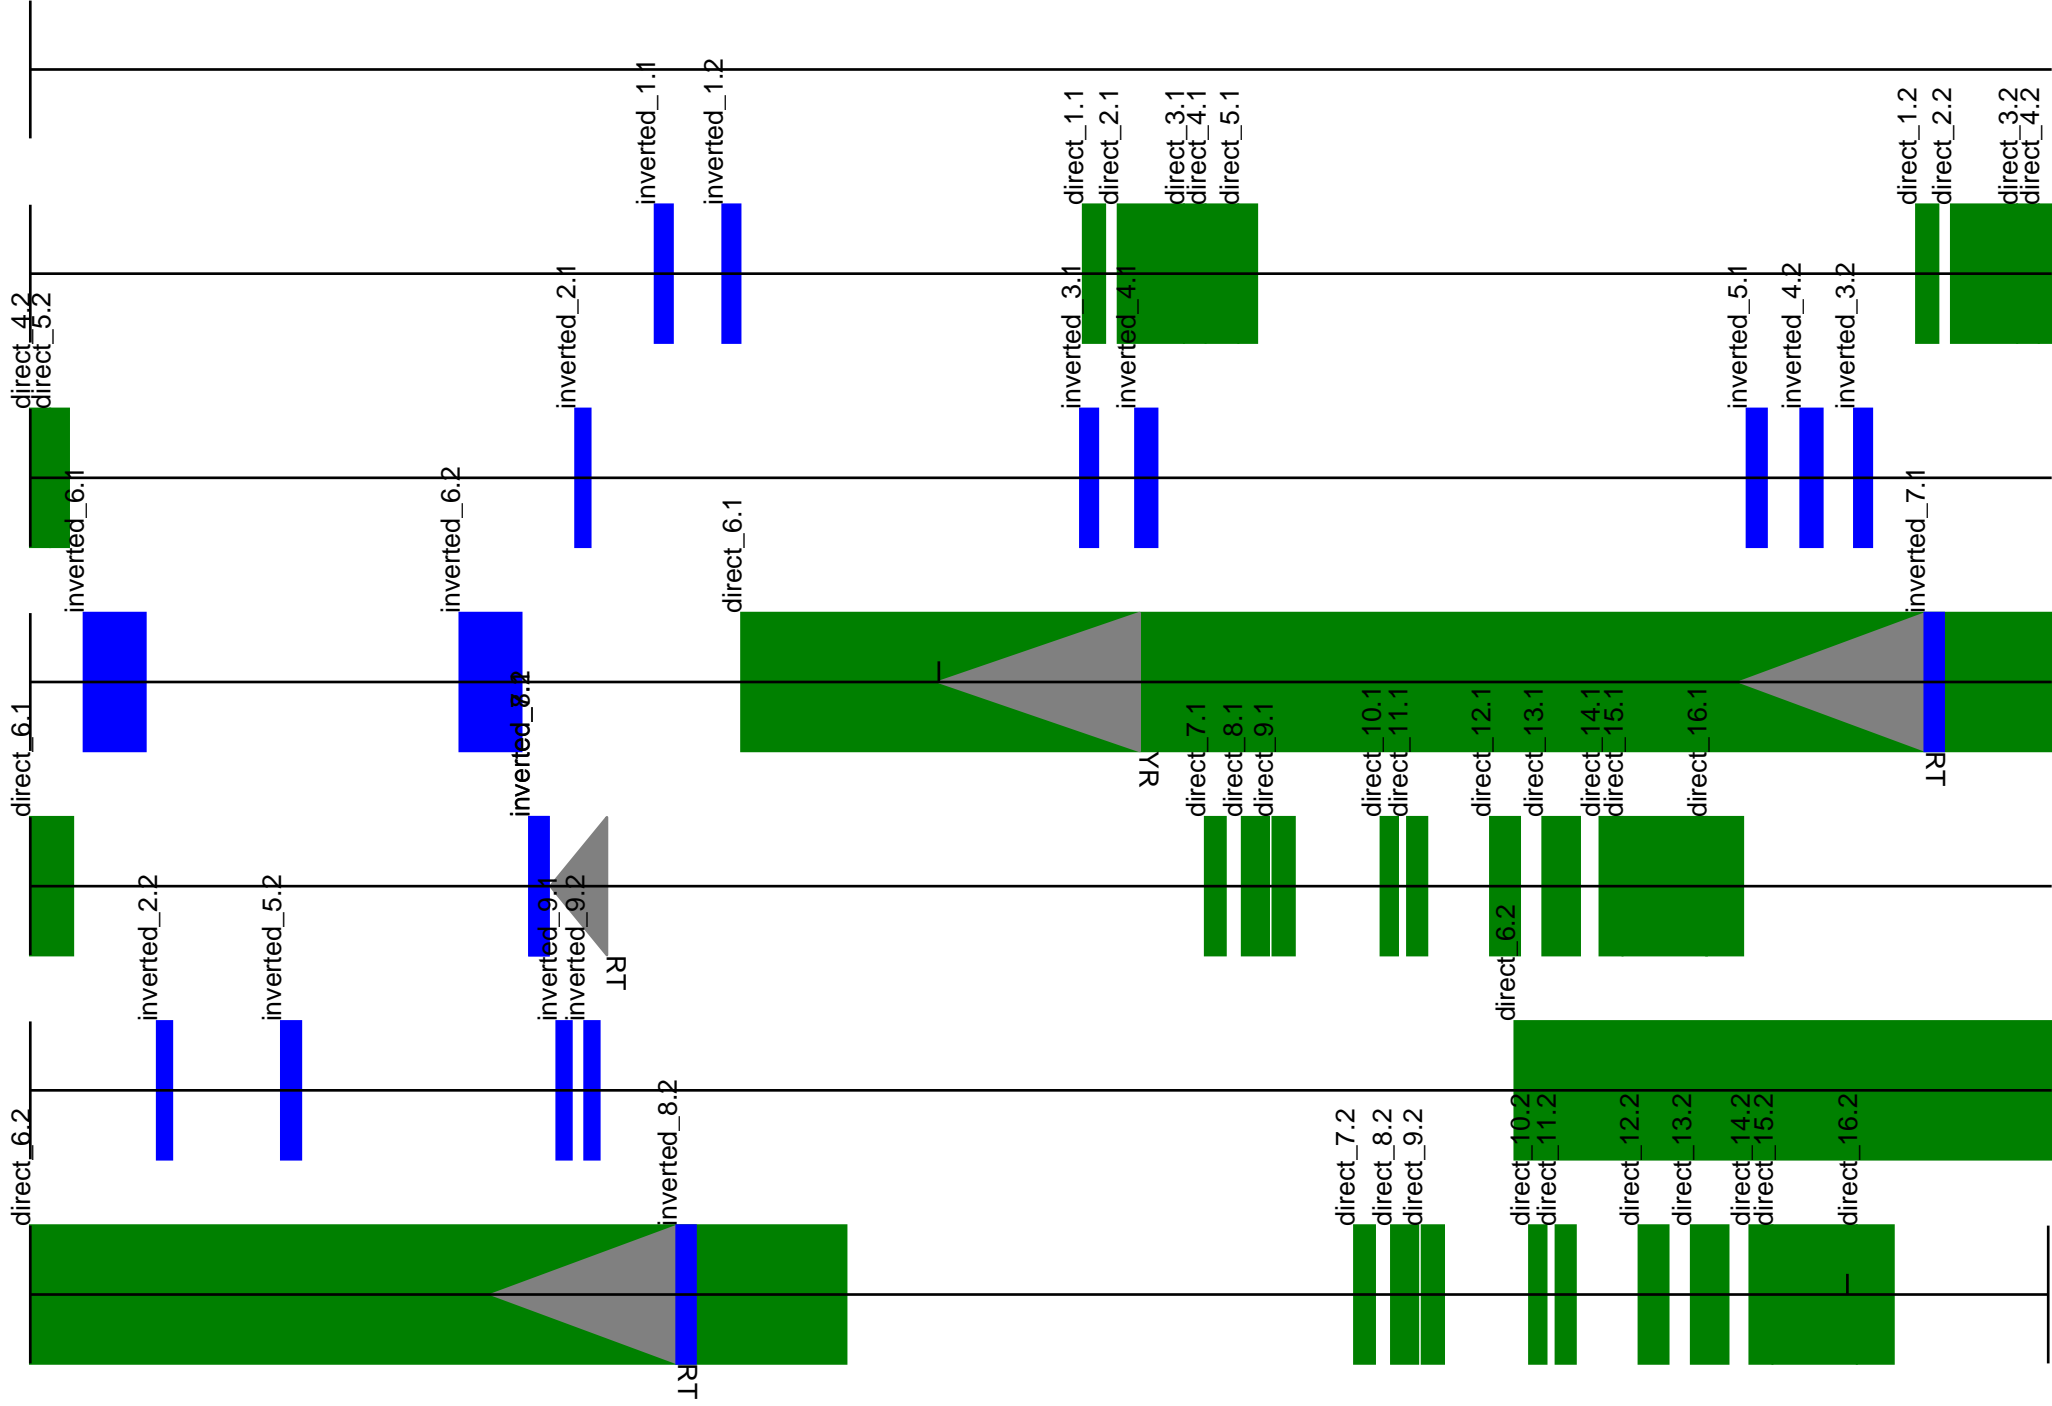 inverted_1.1
inverted_1.2
direct_1.1
direct_2.1
direct_3.1
direct_4.1
direct_5.1
direct_1.2
direct_2.2
direct_3.2
direct_4.2
direct_4.2
direct_5.2
inverted_2.1
inverted_3.1
inverted_4.1
inverted_5.1
inverted_4.2
inverted_3.2
inverted_6.1
inverted_6.2
direct_6.1
inverted_7.1
YR
RT
direct_6.1
direct_7.1
direct_8.1
direct_9.1
direct_10.1
direct_11.1
direct_12.1
direct_13.1
direct_14.1
direct_15.1
direct_16.1
RT
inverted_2.2
inverted_5.2
inverted_9.1
inverted_9.2
direct_6.2
direct_6.2
inverted_8.2
direct_7.2
direct_8.2
direct_9.2
direct_10.2
direct_11.2
direct_12.2
direct_13.2
direct_14.2
direct_15.2
direct_16.2
RT